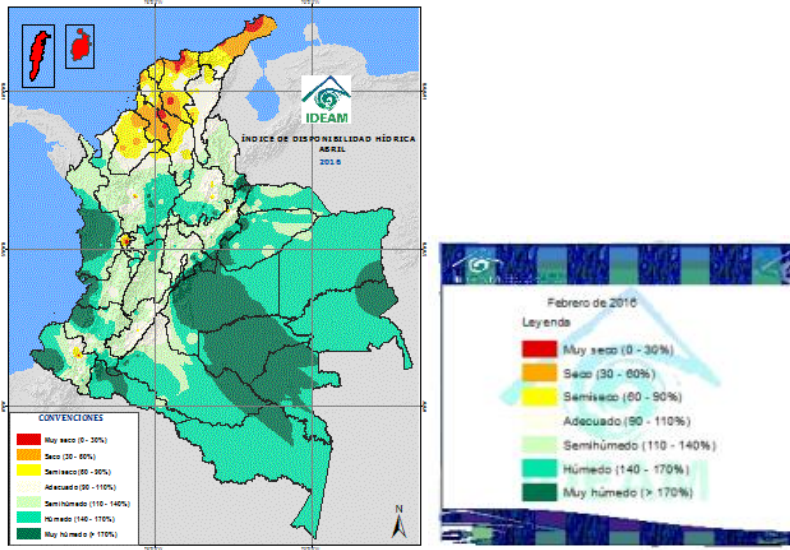 IDEAM
ÍNDICE DE DISPONIBILIDAD HÍDRICA
ABRIL
2016
CONVENCIONES
Muy seco (0 - 30%)
Seco (30 - 60%)
Semiseco (60 - 90%)
Adecuado (90 - 110%)
Semihúmedo (110 - 140%)
Húmedo (140 - 170%)
Muy húmedo (> 170%)
N
Febrero de 2016
Leyenda
Muy seco (0 - 30%)
Seco (30 - 60%)
Semiseco (60 - 90%)
Adecuado (90 - 110%)
Semihúmedo (110 - 140%)
Húmedo (140 - 170%)
Muy húmedo (> 170%)
IDEAM